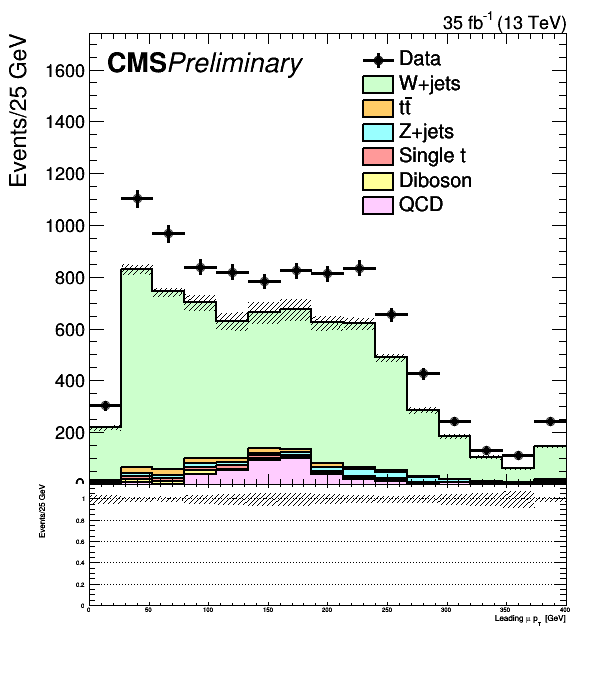 35 fb⁻¹ (13 TeV)
CMS Preliminary
Events/25 GeV
1600
1400
1200
1000
800
600
400
200
0
Data
W+jets
tt̄
Z+jets
Single t
Diboson
QCD
Events/25 GeV
1
0.8
0.6
0.4
0.2
0
0 50 100 150 200 250 300 350 400
Leading μ p_T [GeV]